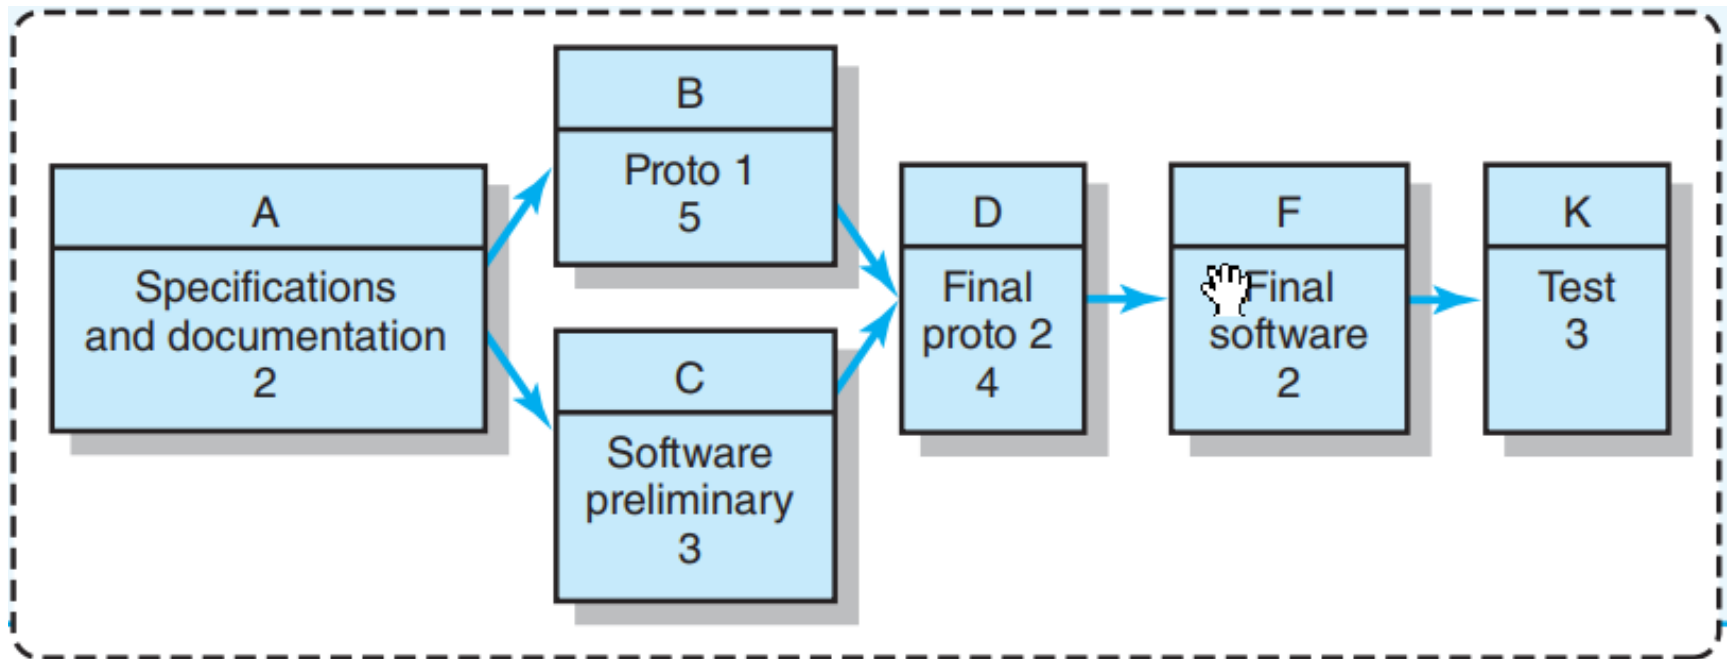 A
Specifications
and documentation
2
B
Proto 1
5
C
Software
preliminary
3
D
Final
proto 2
4
F
Final
software
2
K
Test
3